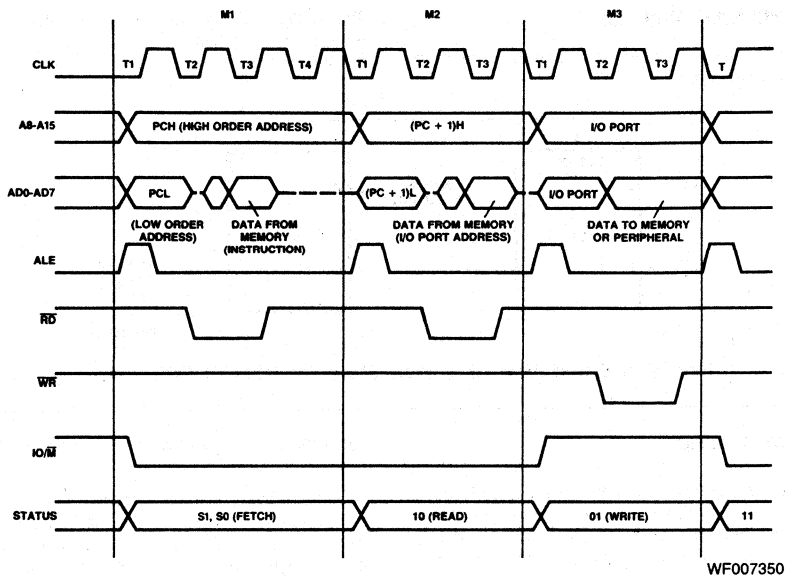 M1 M2 M3
CLK T1 T2 T3 T4 T1 T2 T3 T1 T2 T3 T
A8-A15 PCH (HIGH ORDER ADDRESS) (PC + 1)H I/O PORT
AD0-AD7 PCL (PC + 1)L I/O PORT
(LOW ORDER ADDRESS)
DATA FROM MEMORY (INSTRUCTION)
DATA FROM MEMORY (I/O PORT ADDRESS)
DATA TO MEMORY OR PERIPHERAL
ALE
R̅D̅
W̅R̅
IO/M̅
STATUS S1, S0 (FETCH) 10 (READ) 01 (WRITE) 11
WF007350